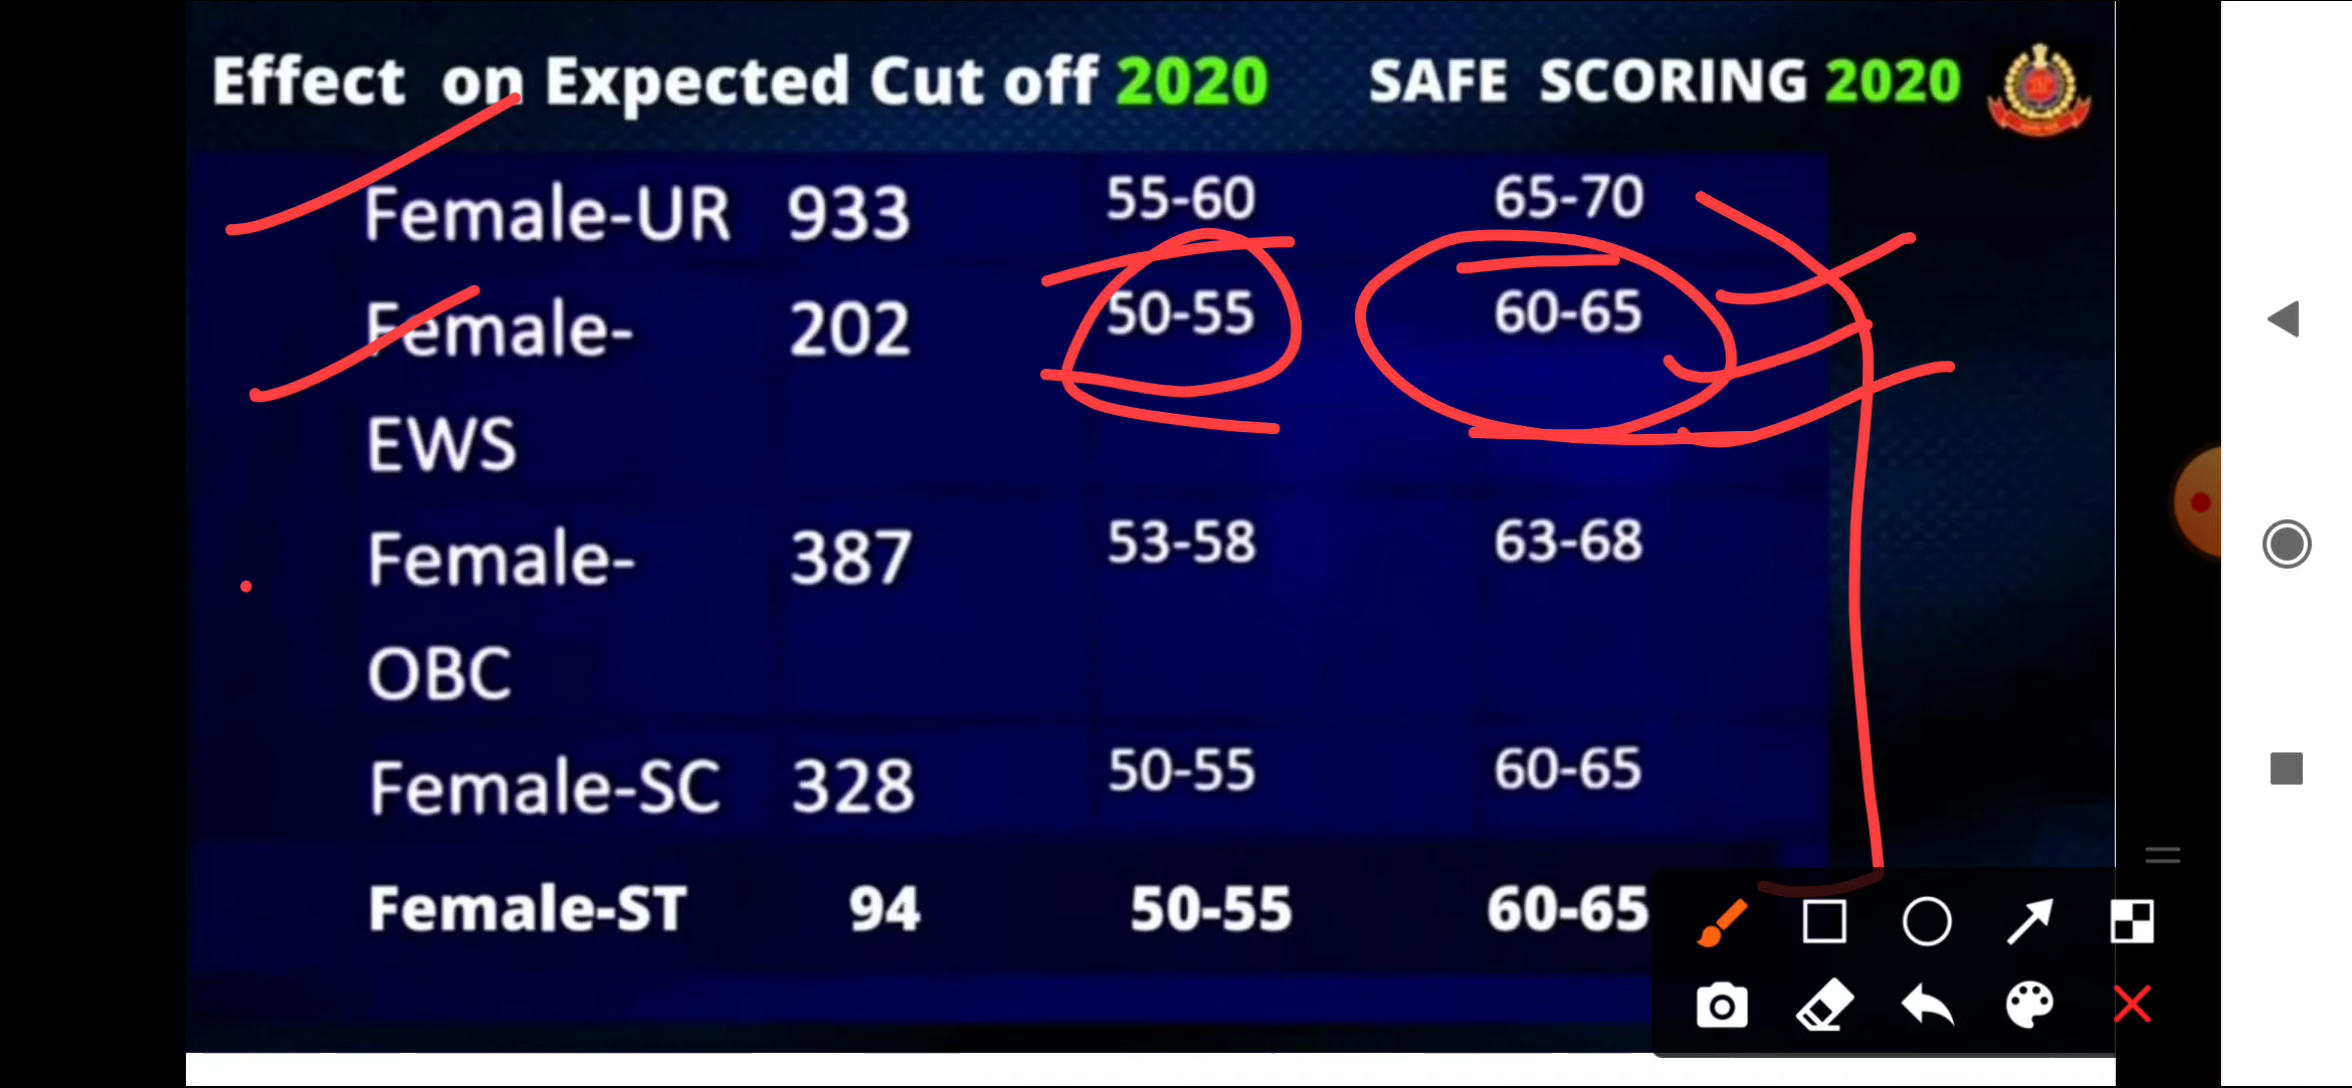 Effect on Expected Cut off 2020 SAFE SCORING 2020
Female-UR 933 55-60 65-70
Female- 202 50-55 60-65
EWS
Female- 387 53-58 63-68
OBC
Female-SC 328 50-55 60-65
Female-ST 94 50-55 60-65